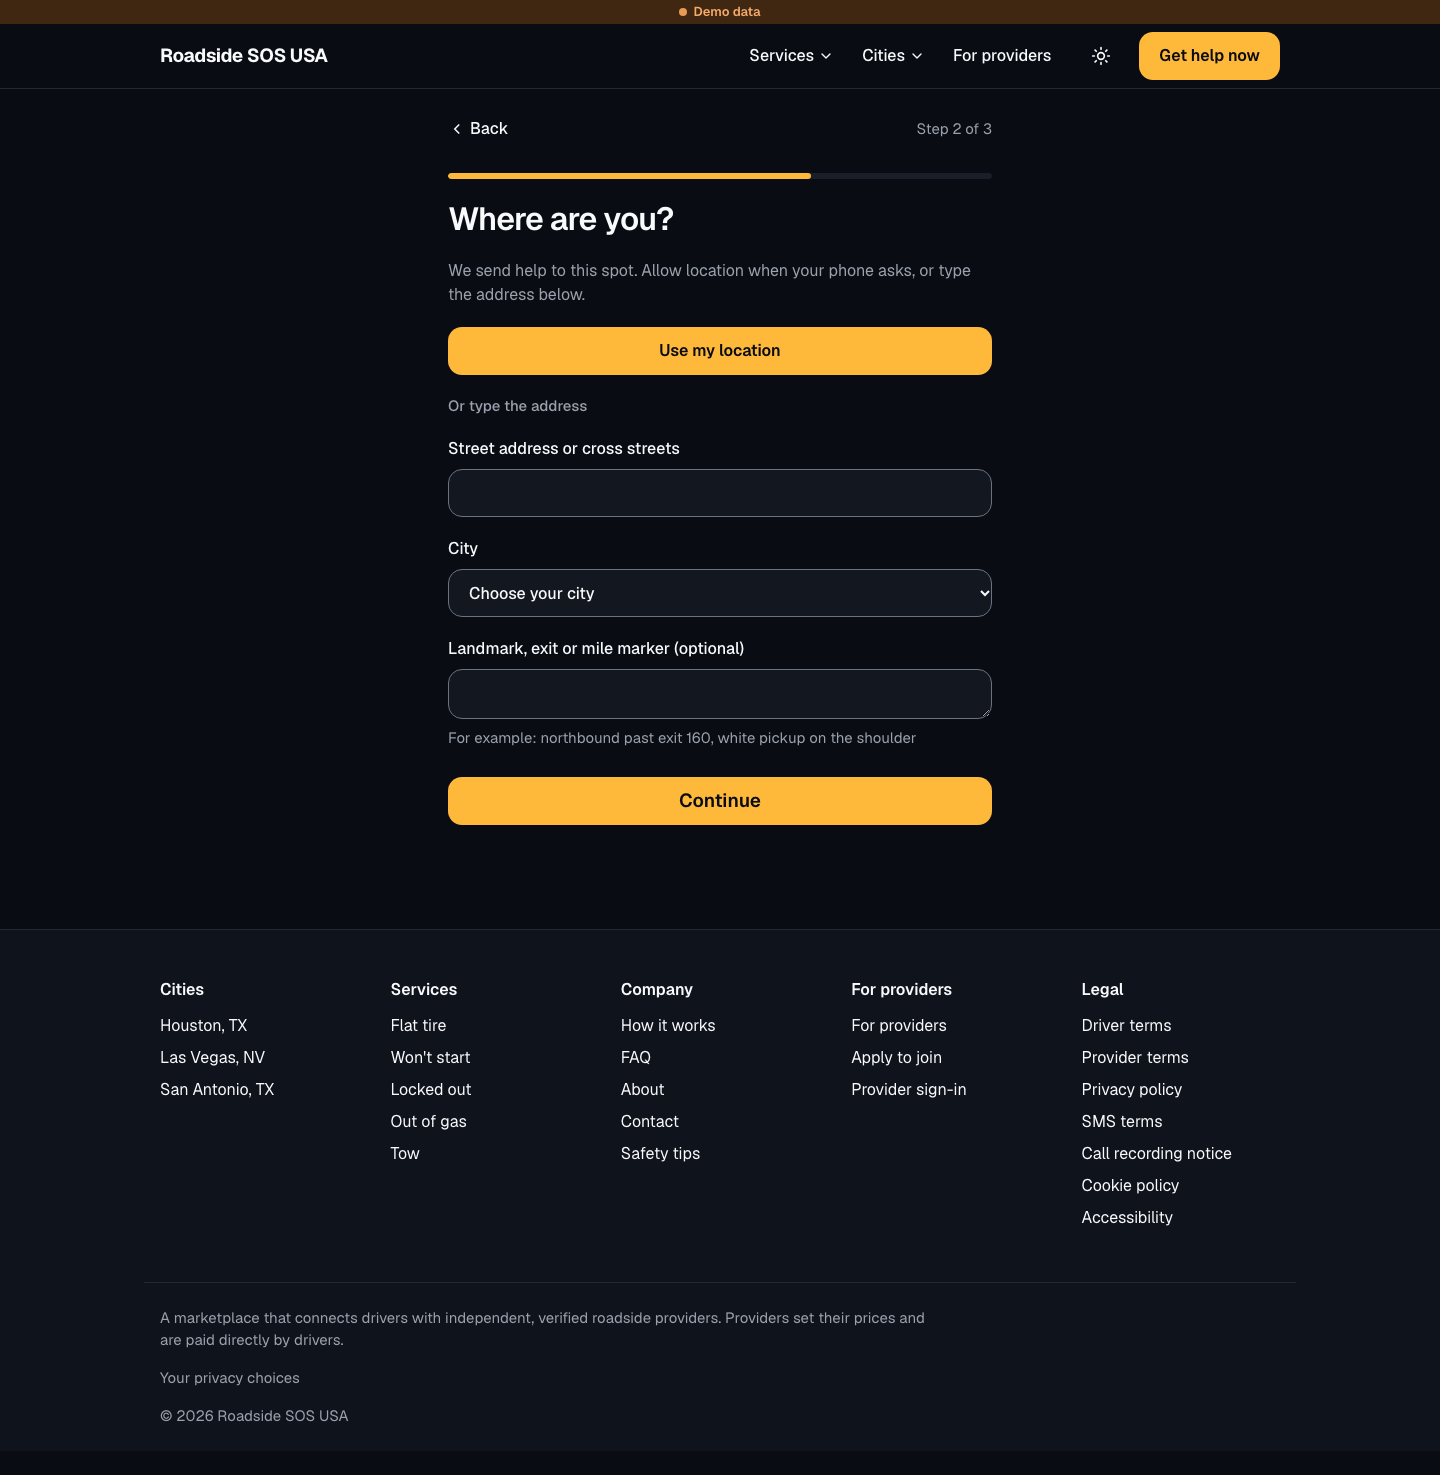 Demo data
Roadside SOS USA
Services
Cities
For providers
Get help now
Back
Step 2 of 3
Where are you?
We send help to this spot. Allow location when your phone asks, or type
the address below.
Use my location
Or type the address
Street address or cross streets
City
Choose your city
Landmark, exit or mile marker (optional)
For example: northbound past exit 160, white pickup on the shoulder
Continue
Cities
Houston, TX
Las Vegas, NV
San Antonio, TX
Services
Flat tire
Won't start
Locked out
Out of gas
Tow
Company
How it works
FAQ
About
Contact
Safety tips
For providers
For providers
Apply to join
Provider sign-in
Legal
Driver terms
Provider terms
Privacy policy
SMS terms
Call recording notice
Cookie policy
Accessibility
A marketplace that connects drivers with independent, verified roadside providers. Providers set their prices and
are paid directly by drivers.
Your privacy choices
© 2026 Roadside SOS USA